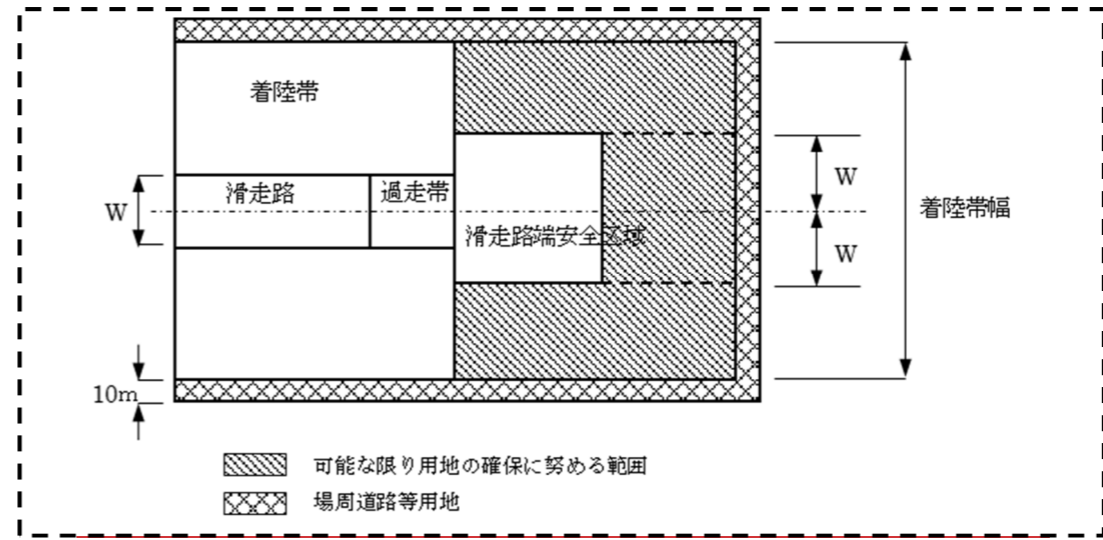 着陸帯
W
滑走路
過走帯
W
着陸帯幅
滑走路端安全区域
W
10m
可能な限り用地の確保に努める範囲
場周道路等用地